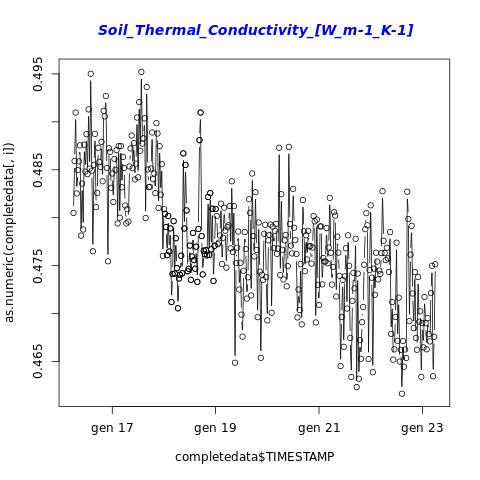 Soil_Thermal_Conductivity_[W_m-1_K-1]
as.numeric(completedata[, i])
0.495
0.485
0.475
0.465
gen 17 gen 19 gen 21 gen 23
completedata$TIMESTAMP